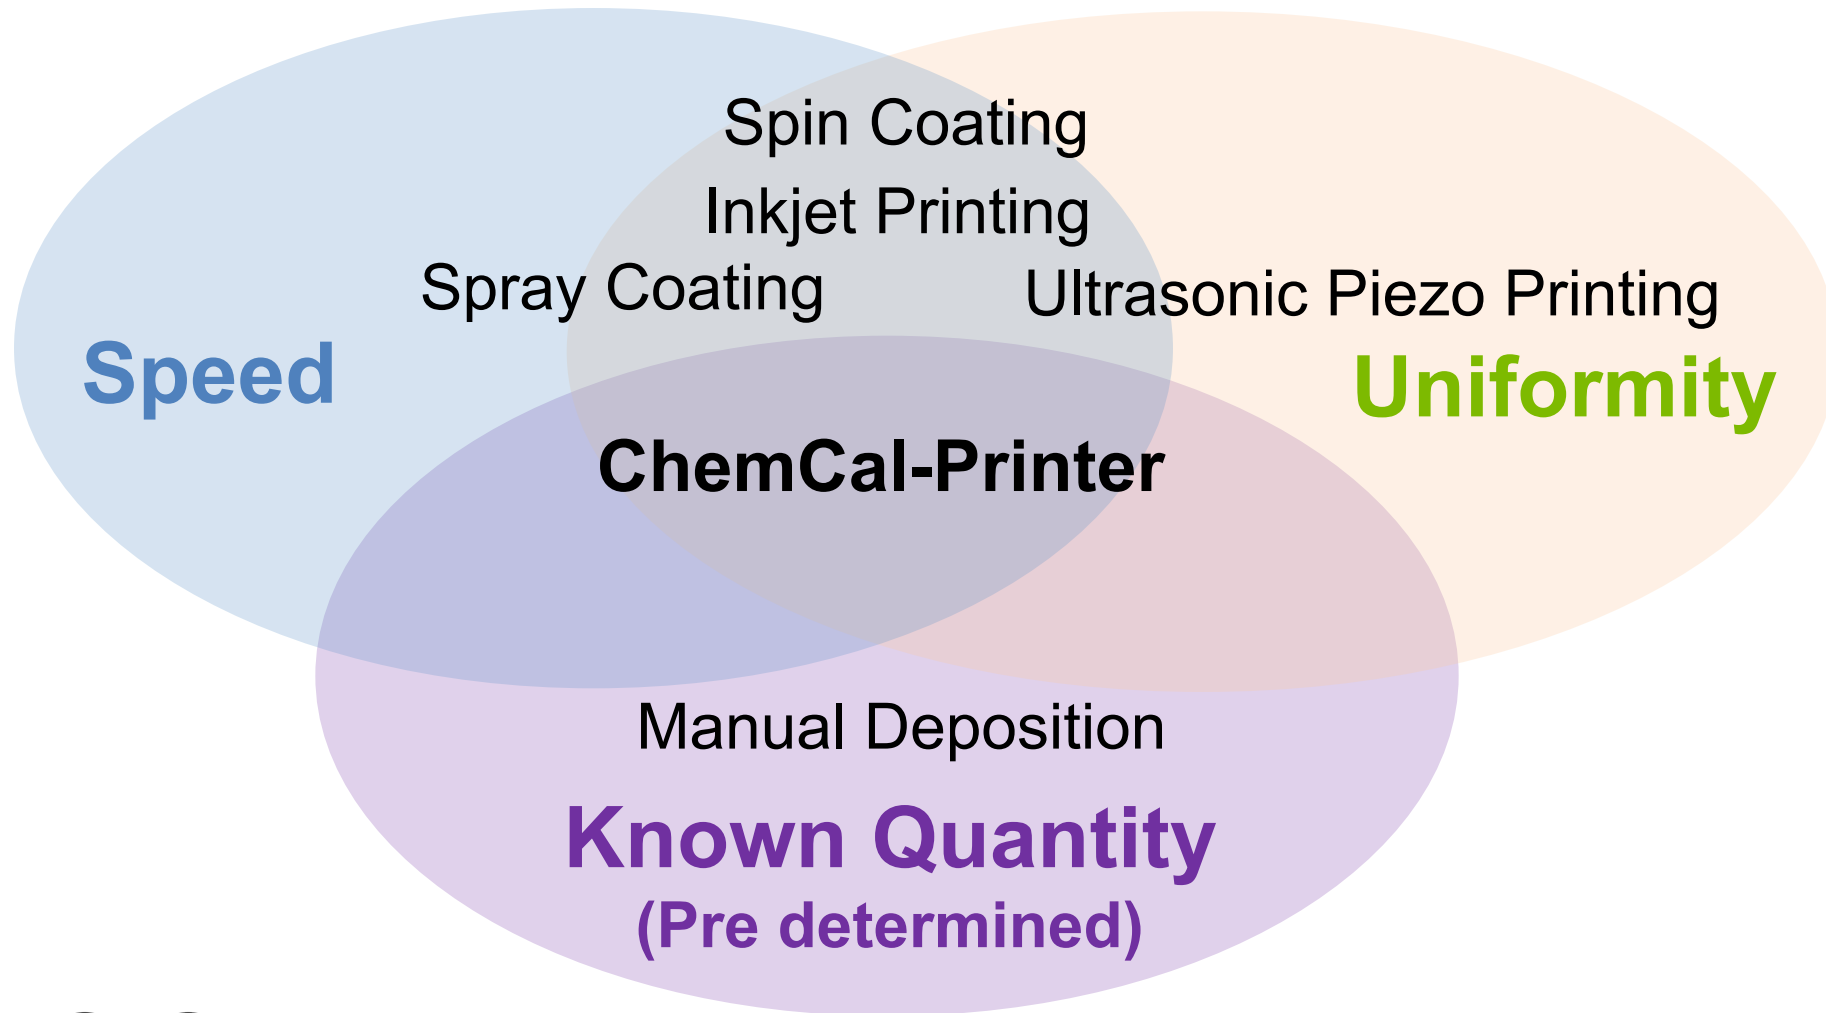 Spin Coating
Inkjet Printing
Spray Coating
Ultrasonic Piezo Printing
Speed
Uniformity
ChemCal-Printer
Manual Deposition
Known Quantity
(Pre determined)